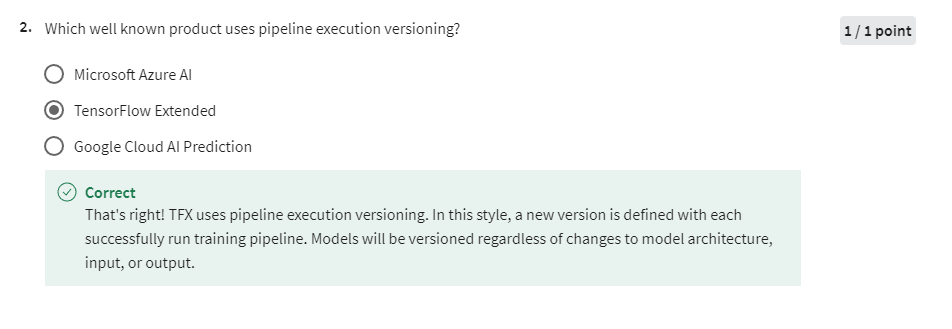 2. Which well known product uses pipeline execution versioning?
1 / 1 point
Microsoft Azure AI
TensorFlow Extended
Google Cloud AI Prediction
Correct
That's right! TFX uses pipeline execution versioning. In this style, a new version is defined with each
successfully run training pipeline. Models will be versioned regardless of changes to model architecture,
input, or output.